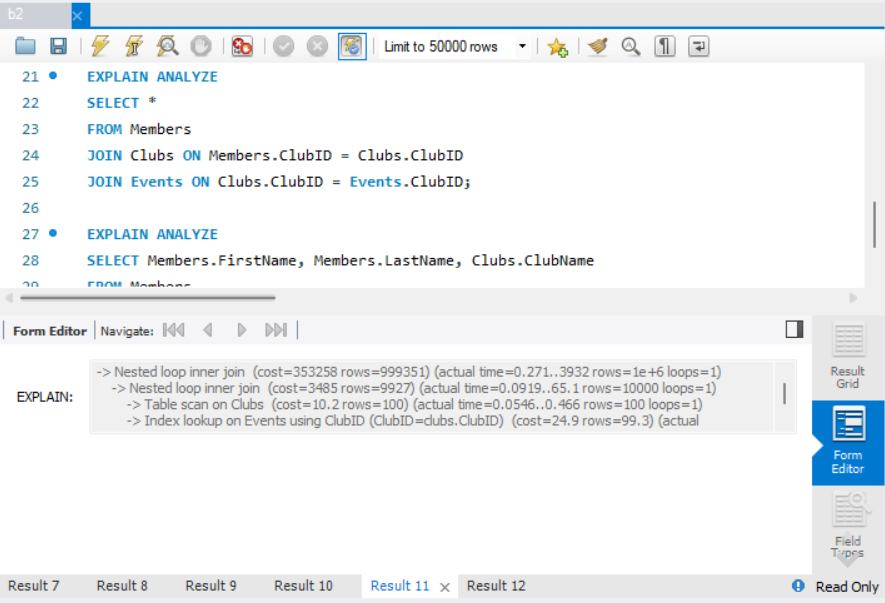 b2
Limit to 50000 rows
21 EXPLAIN ANALYZE
22 SELECT *
23 FROM Members
24 JOIN Clubs ON Members.ClubID = Clubs.ClubID
25 JOIN Events ON Clubs.ClubID = Events.ClubID;
26
27 EXPLAIN ANALYZE
28 SELECT Members.FirstName, Members.LastName, Clubs.ClubName
29 FROM Members
Form Editor Navigate:
EXPLAIN:
-> Nested loop inner join (cost=353258 rows=999351) (actual time=0.271..3932 rows=1e+6 loops=1)
-> Nested loop inner join (cost=3485 rows=9927) (actual time=0.0919..65.1 rows=10000 loops=1)
-> Table scan on Clubs (cost=10.2 rows=100) (actual time=0.0546..0.466 rows=100 loops=1)
-> Index lookup on Events using ClubID (ClubID=clubs.ClubID) (cost=24.9 rows=99.3) (actual
Result
Grid
Form
Editor
Field
Types
Result 7 Result 8 Result 9 Result 10 Result 11 Result 12 Read Only